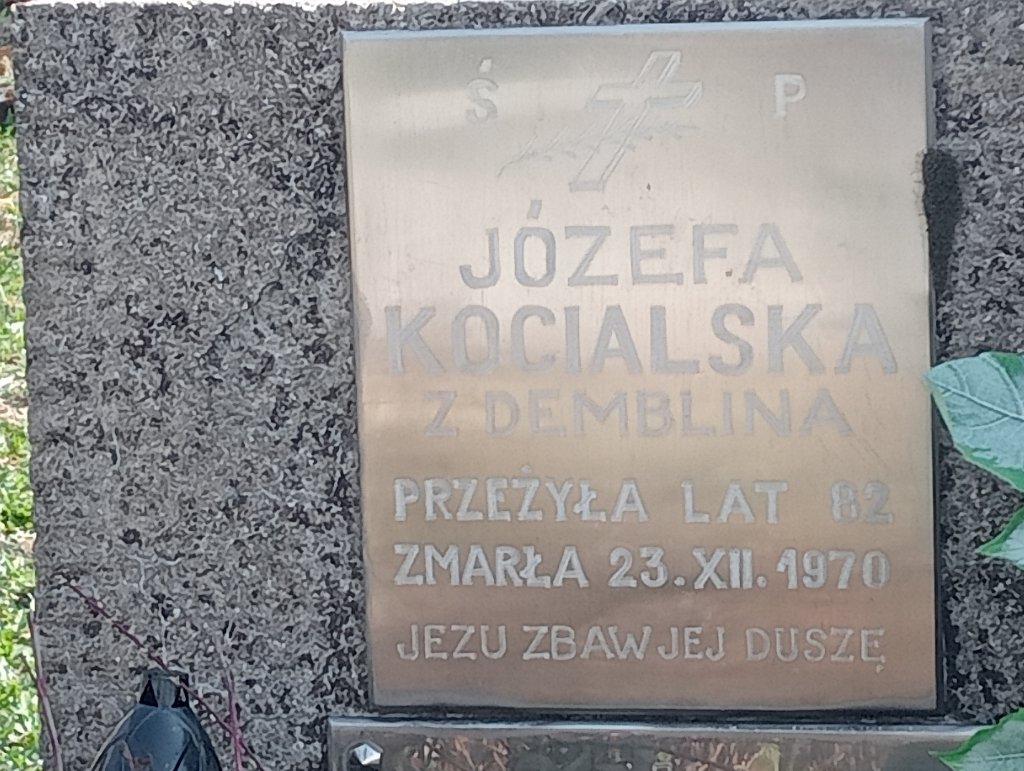 Ś P
JÓZEFA
KOCIALSKA
Z DEMBLINA
PRZEŻYŁA LAT 82
ZMARŁA 23.XII.1970
JEZU ZBAW JEJ DUSZĘ